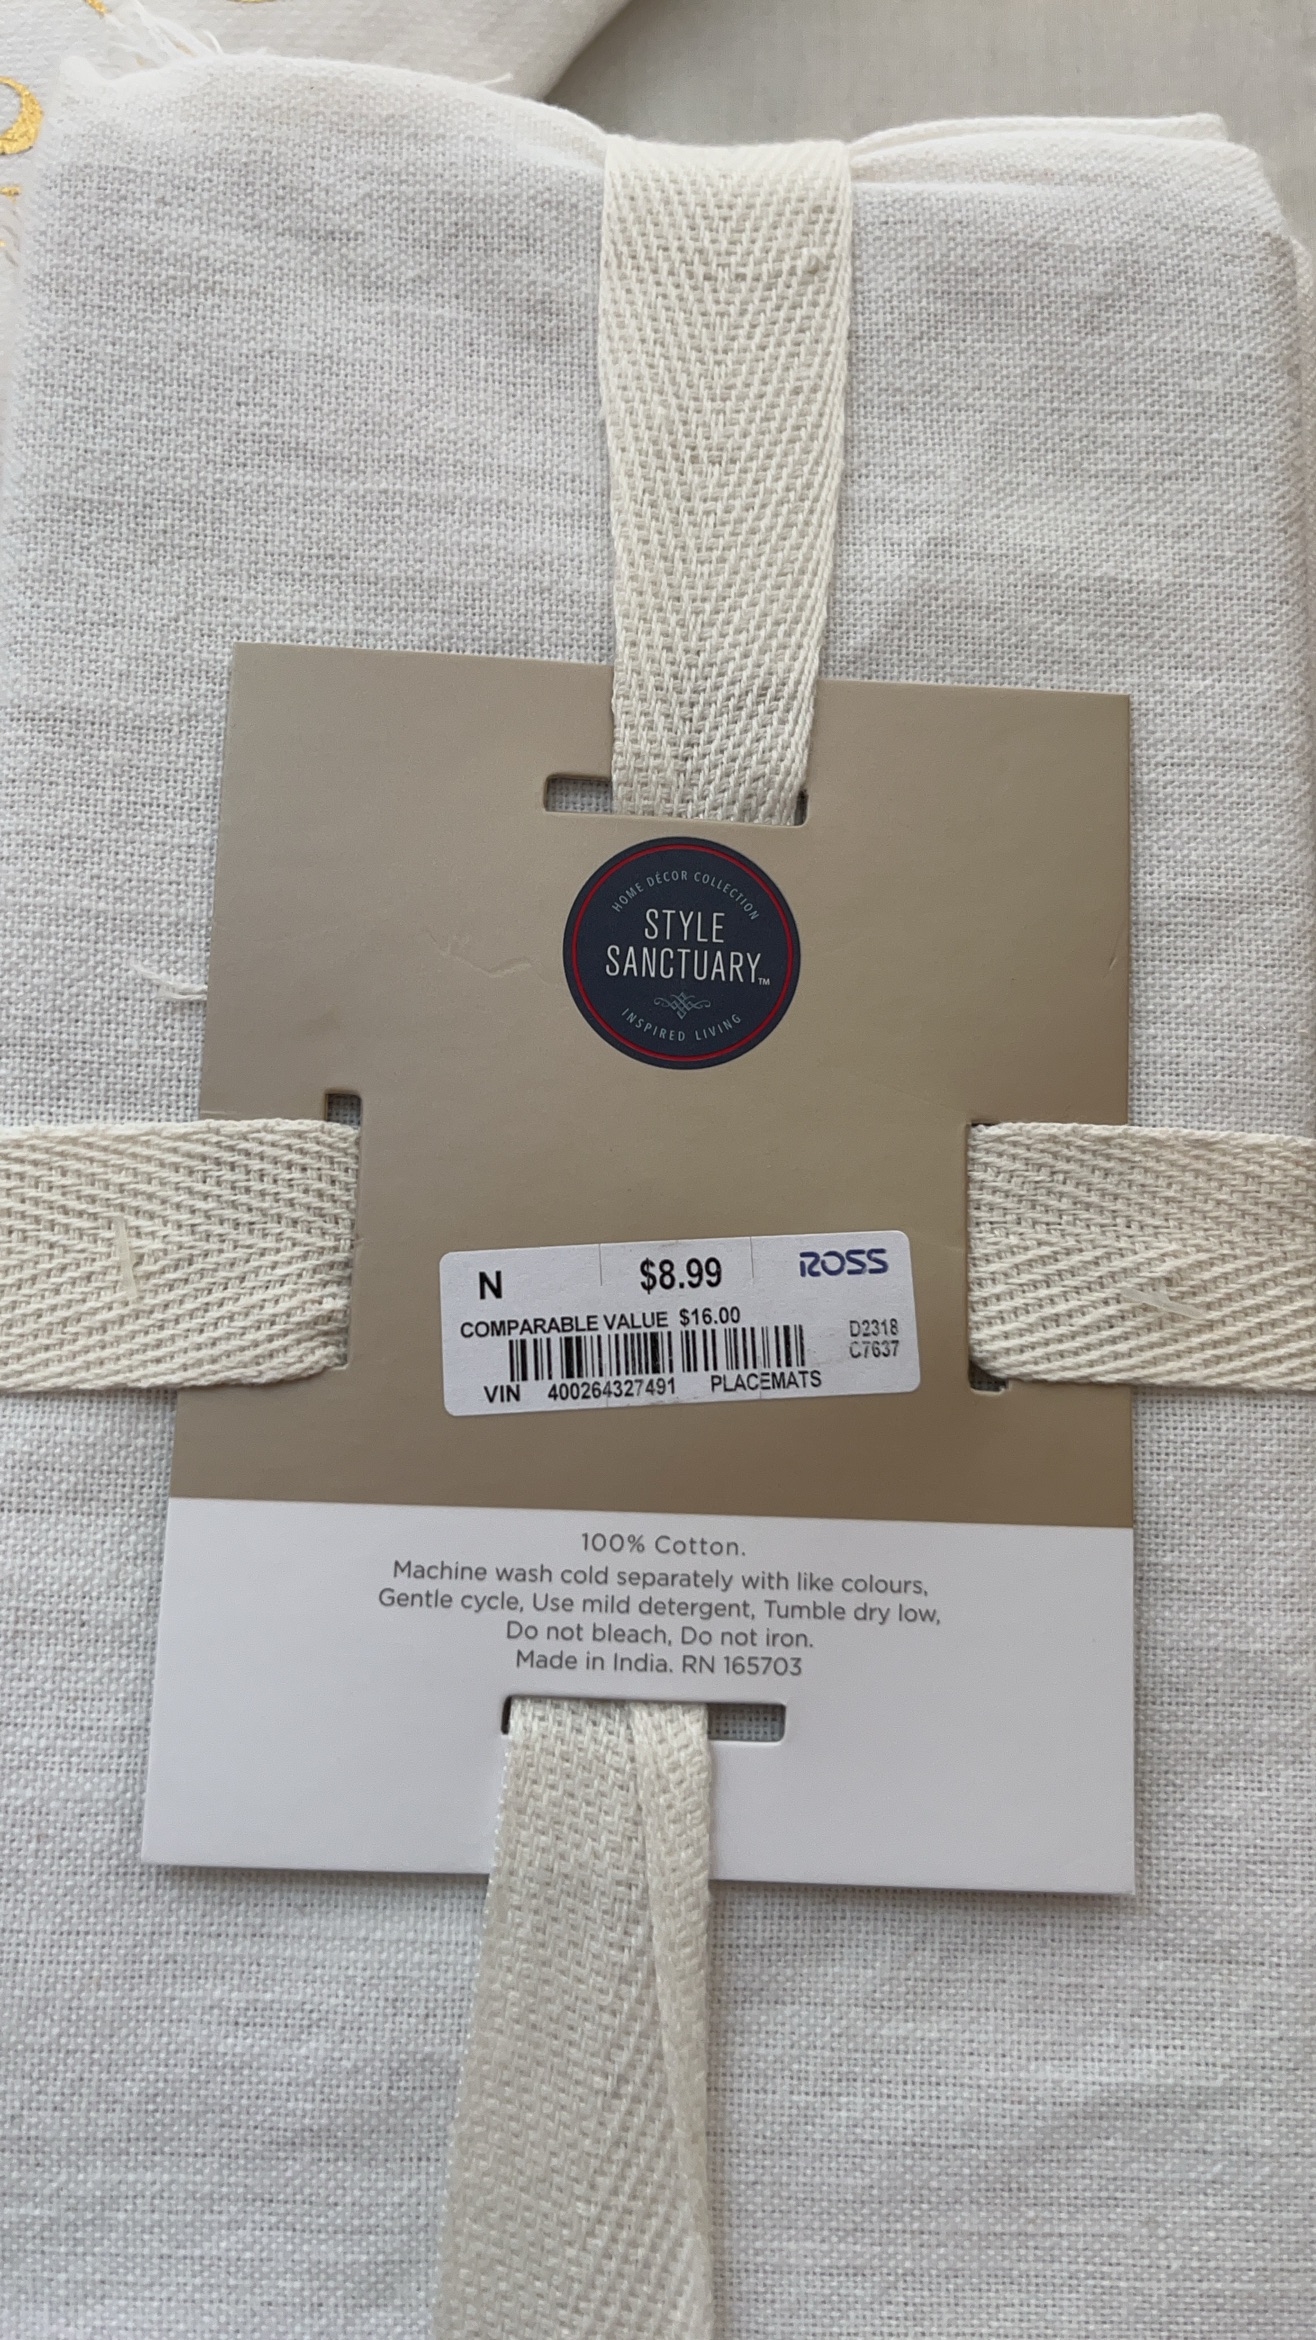 HOME DÉCOR COLLECTION
STYLE
SANCTUARY™
INSPIRED LIVING
N $8.99 ROSS
COMPARABLE VALUE $16.00
D2318
C7637
VIN 400264327491 PLACEMATS
100% Cotton.
Machine wash cold separately with like colours,
Gentle cycle, Use mild detergent, Tumble dry low,
Do not bleach, Do not iron.
Made in India. RN 165703